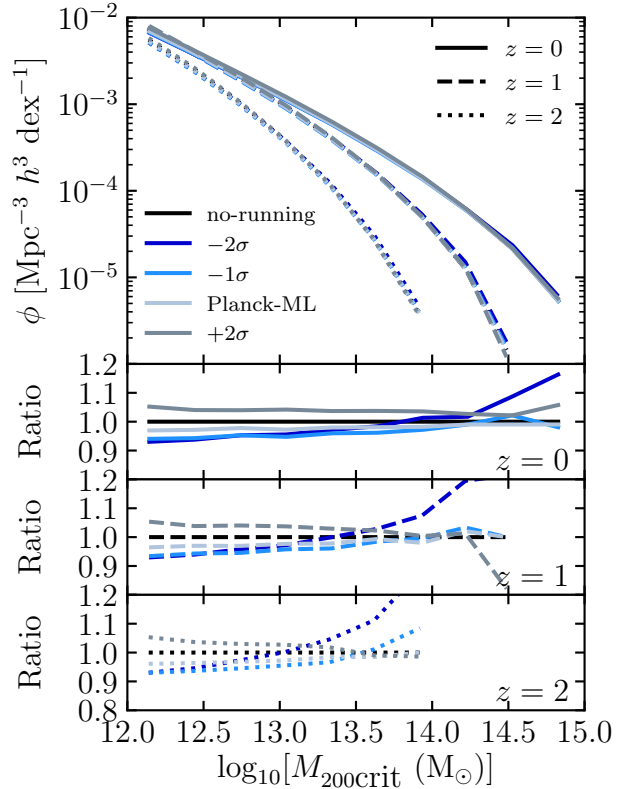 10⁻²
10⁻³
10⁻⁴
10⁻⁵
ϕ [Mpc⁻³ h³ dex⁻¹]
z = 0
z = 1
z = 2
no-running
−2σ
−1σ
Planck-ML
+2σ
1.2
1.1
1.0
0.9
Ratio
z = 0
1.2
1.1
1.0
0.9
Ratio
z = 1
1.2
1.1
1.0
0.9
0.8
Ratio
z = 2
12.0 12.5 13.0 13.5 14.0 14.5 15.0
log₁₀[M₂₀₀crit (M⊙)]